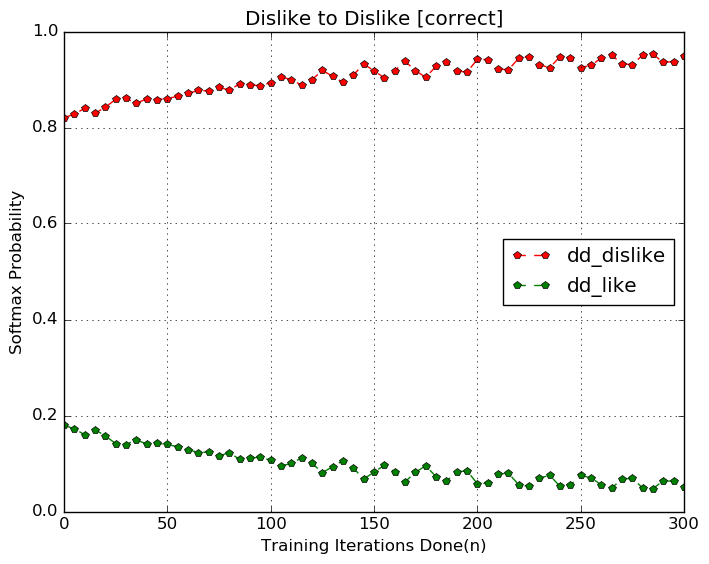 Dislike to Dislike [correct]
1.0
0.8
0.6
0.4
0.2
0.0
Softmax Probability
dd_dislike
dd_like
0 50 100 150 200 250 300
Training Iterations Done(n)